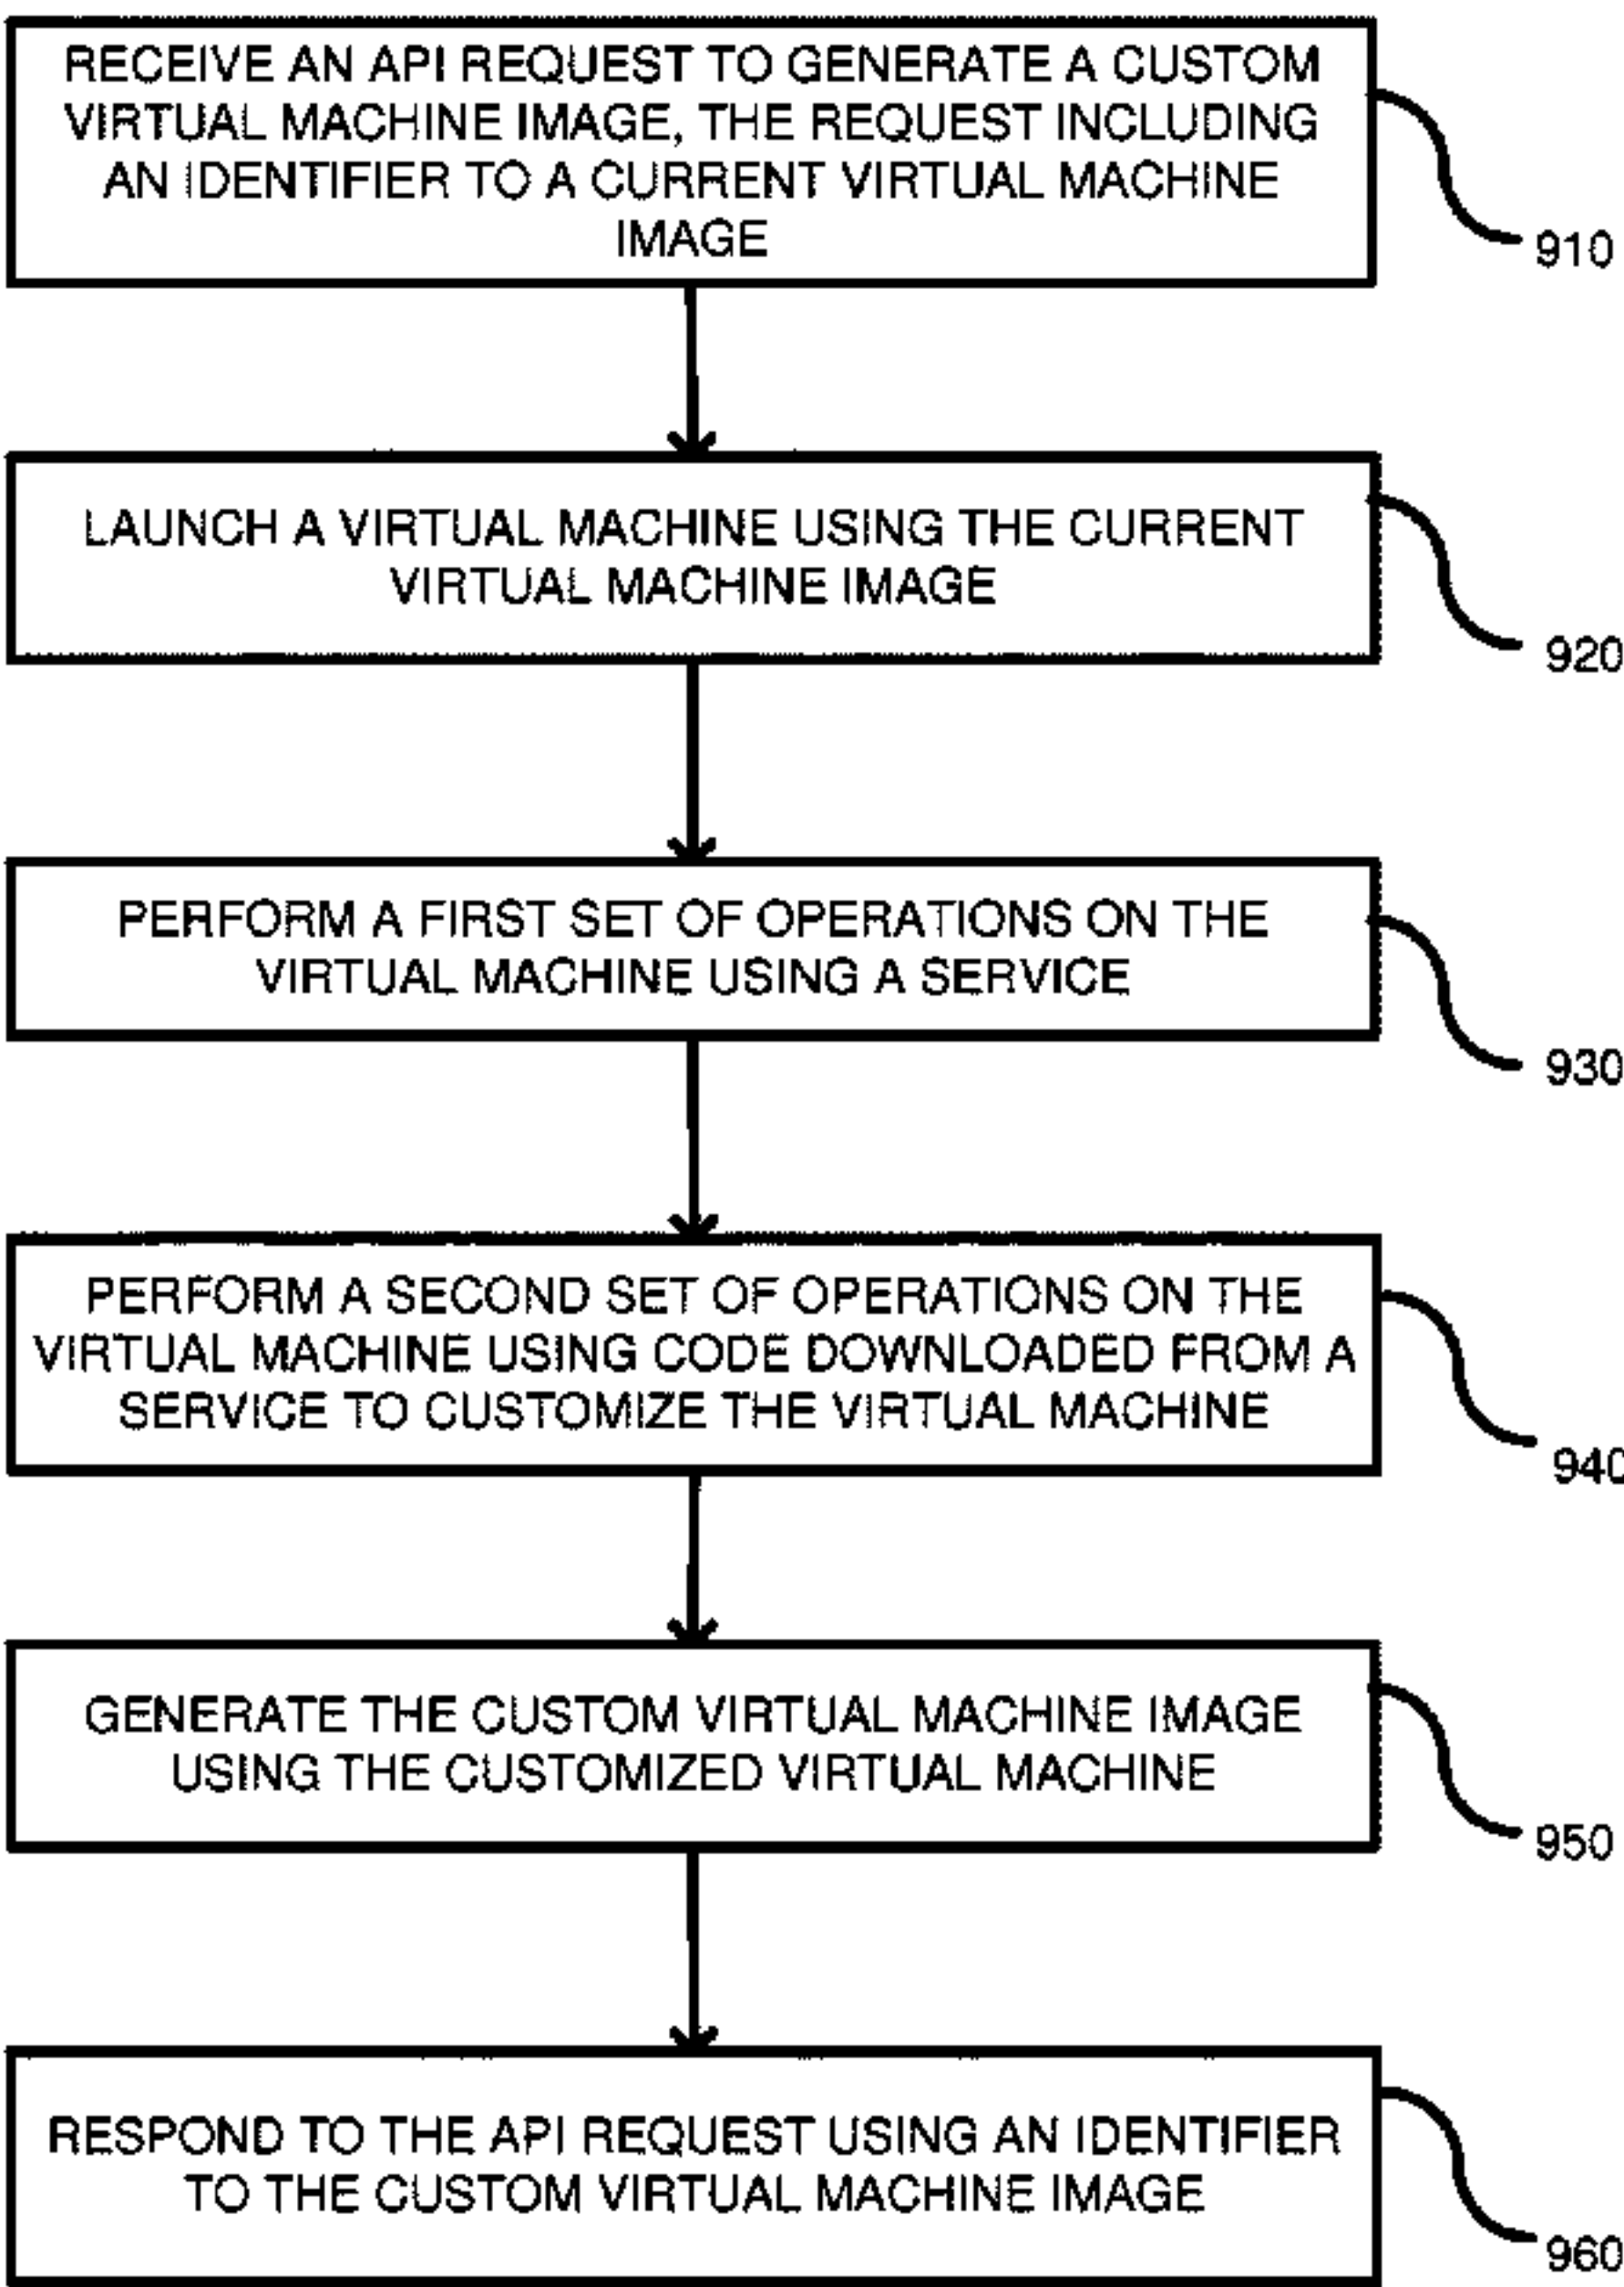 RECEIVE AN API REQUEST TO GENERATE A CUSTOM
VIRTUAL MACHINE IMAGE, THE REQUEST INCLUDING
AN IDENTIFIER TO A CURRENT VIRTUAL MACHINE
IMAGE
910
LAUNCH A VIRTUAL MACHINE USING THE CURRENT
VIRTUAL MACHINE IMAGE
920
PERFORM A FIRST SET OF OPERATIONS ON THE
VIRTUAL MACHINE USING A SERVICE
930
PERFORM A SECOND SET OF OPERATIONS ON THE
VIRTUAL MACHINE USING CODE DOWNLOADED FROM A
SERVICE TO CUSTOMIZE THE VIRTUAL MACHINE
940
GENERATE THE CUSTOM VIRTUAL MACHINE IMAGE
USING THE CUSTOMIZED VIRTUAL MACHINE
950
RESPOND TO THE API REQUEST USING AN IDENTIFIER
TO THE CUSTOM VIRTUAL MACHINE IMAGE
960